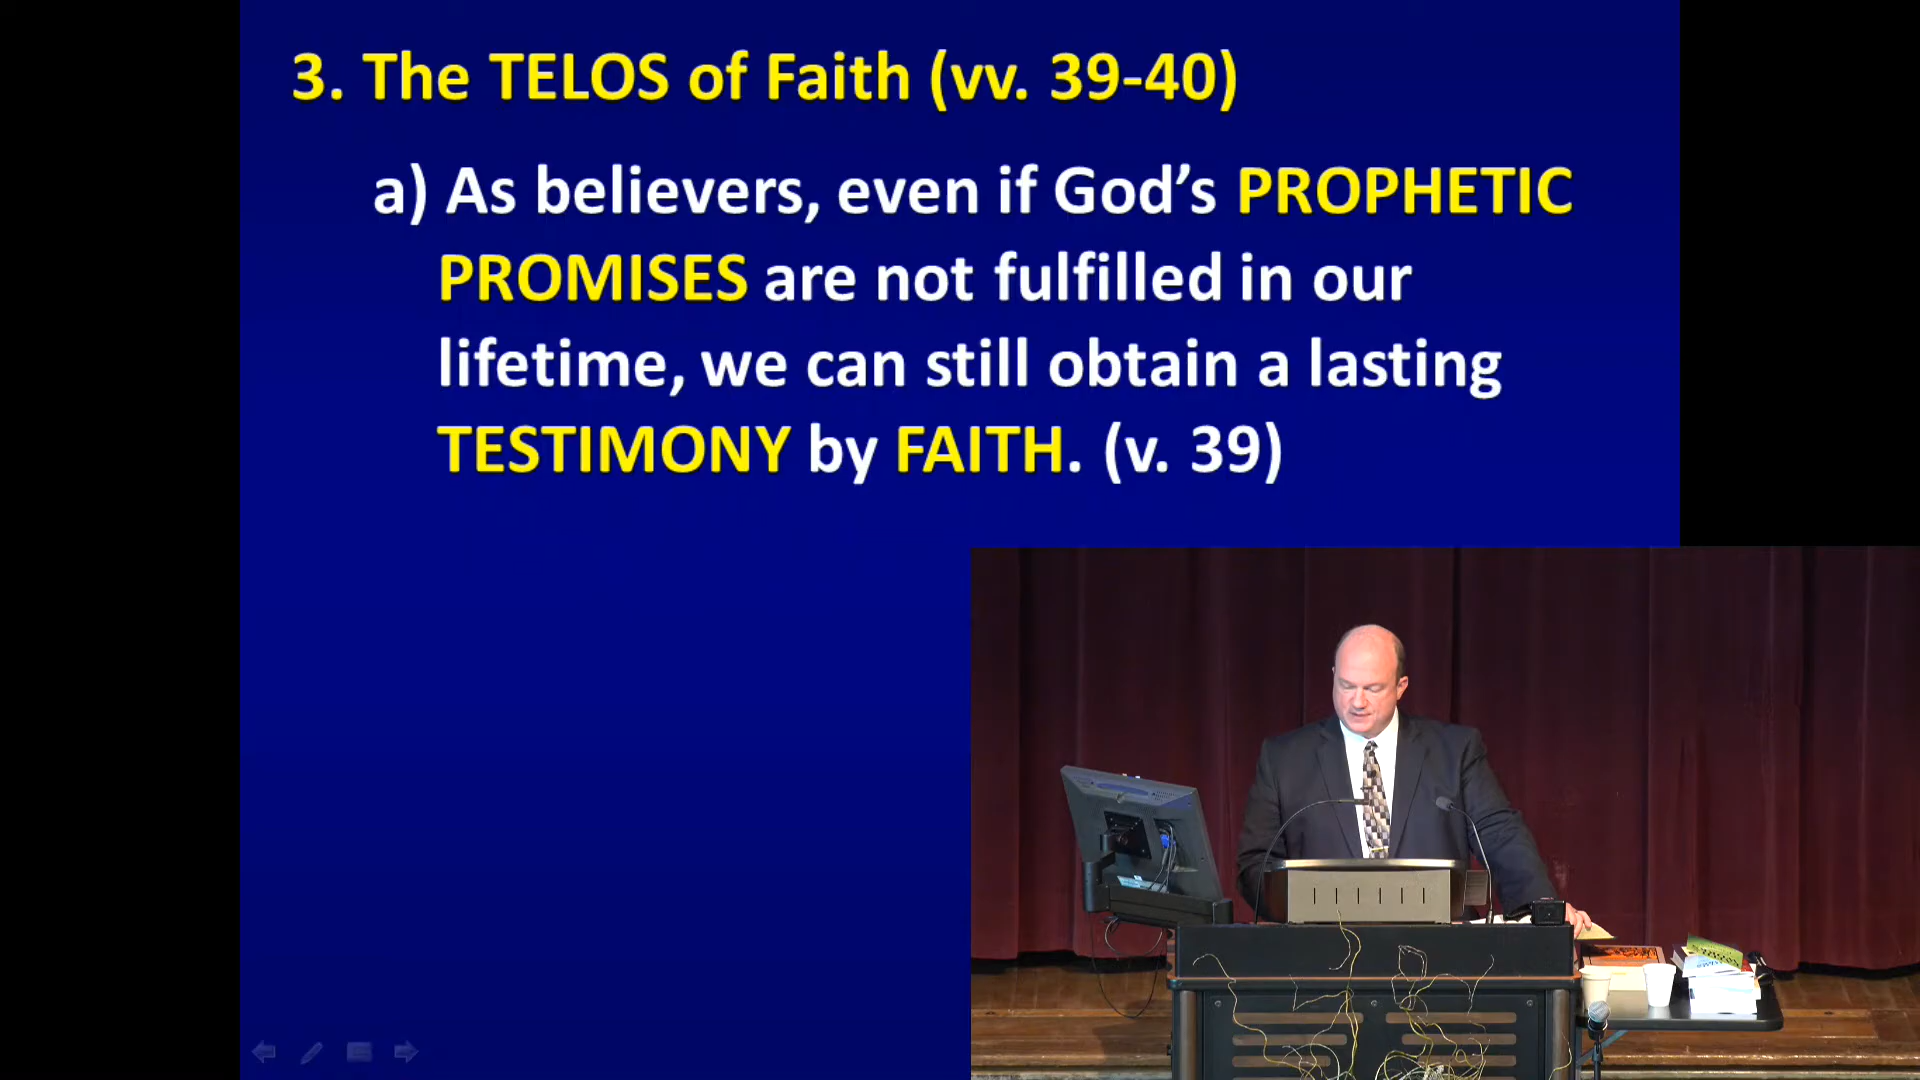 3. The TELOS of Faith (vv. 39-40)
a) As believers, even if God’s PROPHETIC
PROMISES are not fulfilled in our
lifetime, we can still obtain a lasting
TESTIMONY by FAITH. (v. 39)